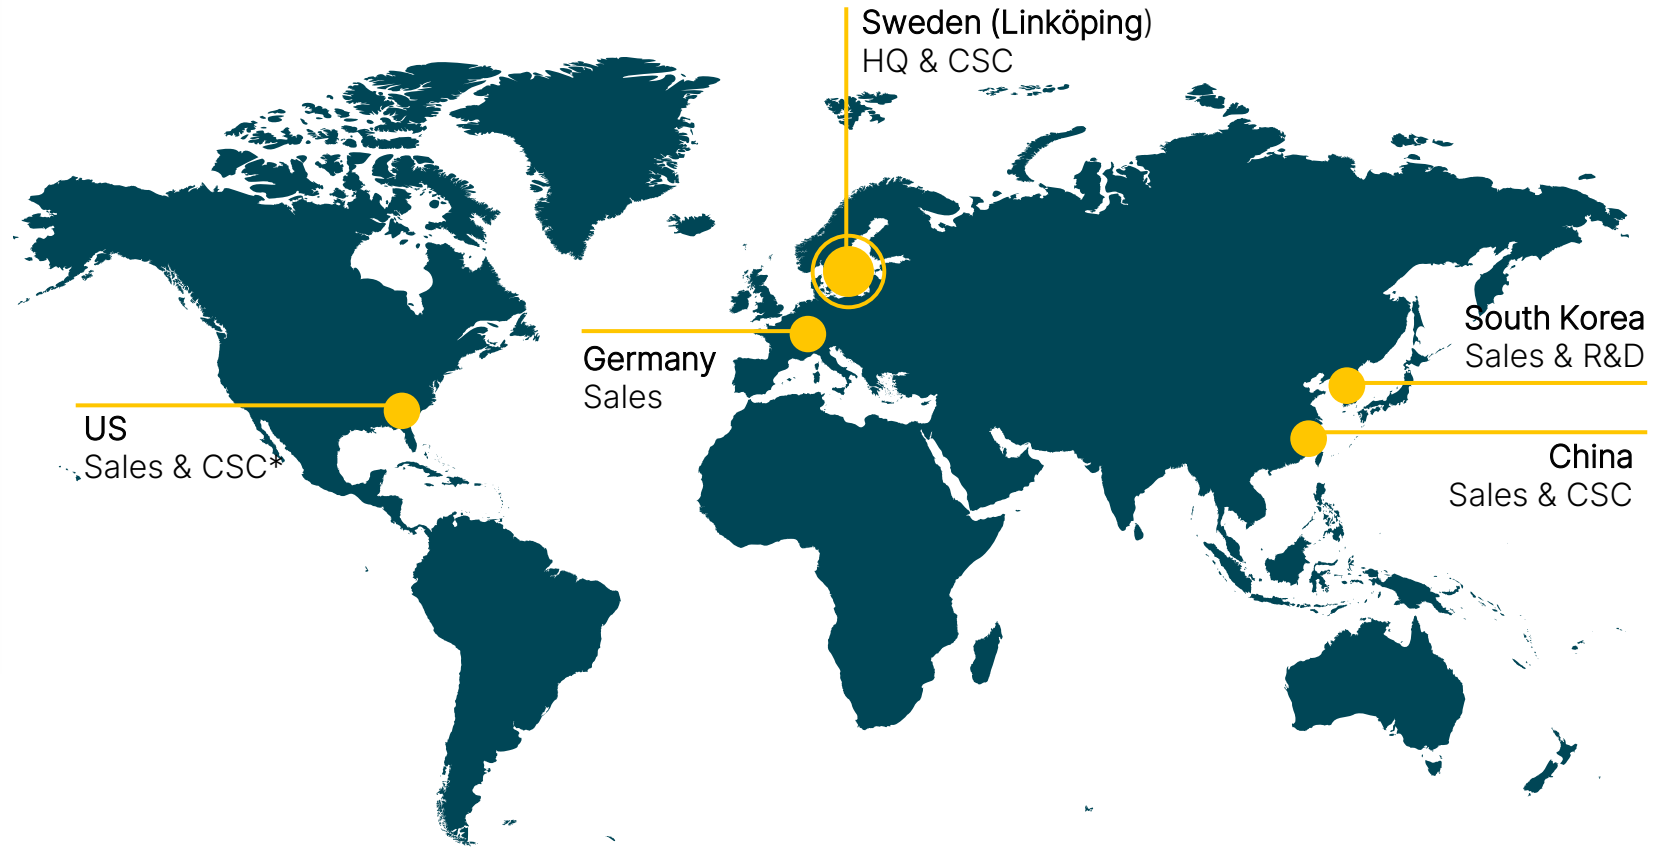 Sweden (Linköping)
HQ & CSC
South Korea
Sales & R&D
Germany
Sales
US
Sales & CSC*
China
Sales & CSC